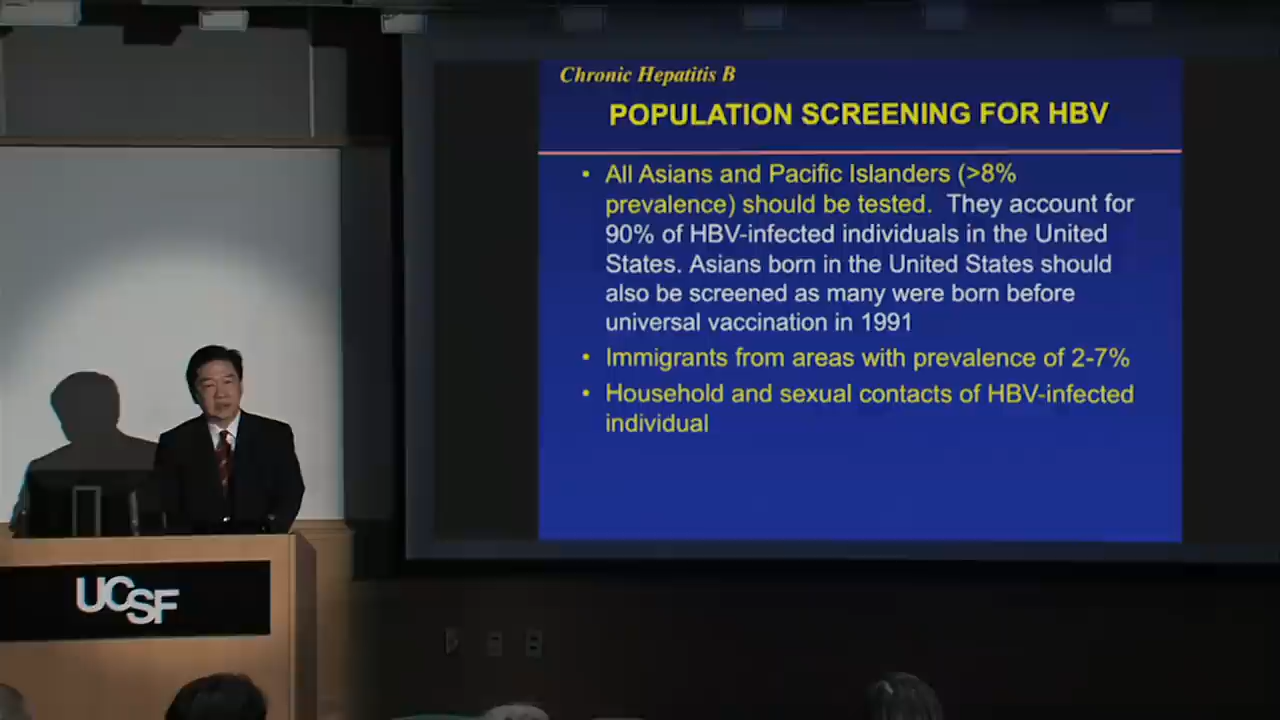 Chronic Hepatitis B
POPULATION SCREENING FOR HBV
• All Asians and Pacific Islanders (>8%
prevalence) should be tested. They account for
90% of HBV-infected individuals in the United
States. Asians born in the United States should
also be screened as many were born before
universal vaccination in 1991
• Immigrants from areas with prevalence of 2-7%
• Household and sexual contacts of HBV-infected
individual
UCSF